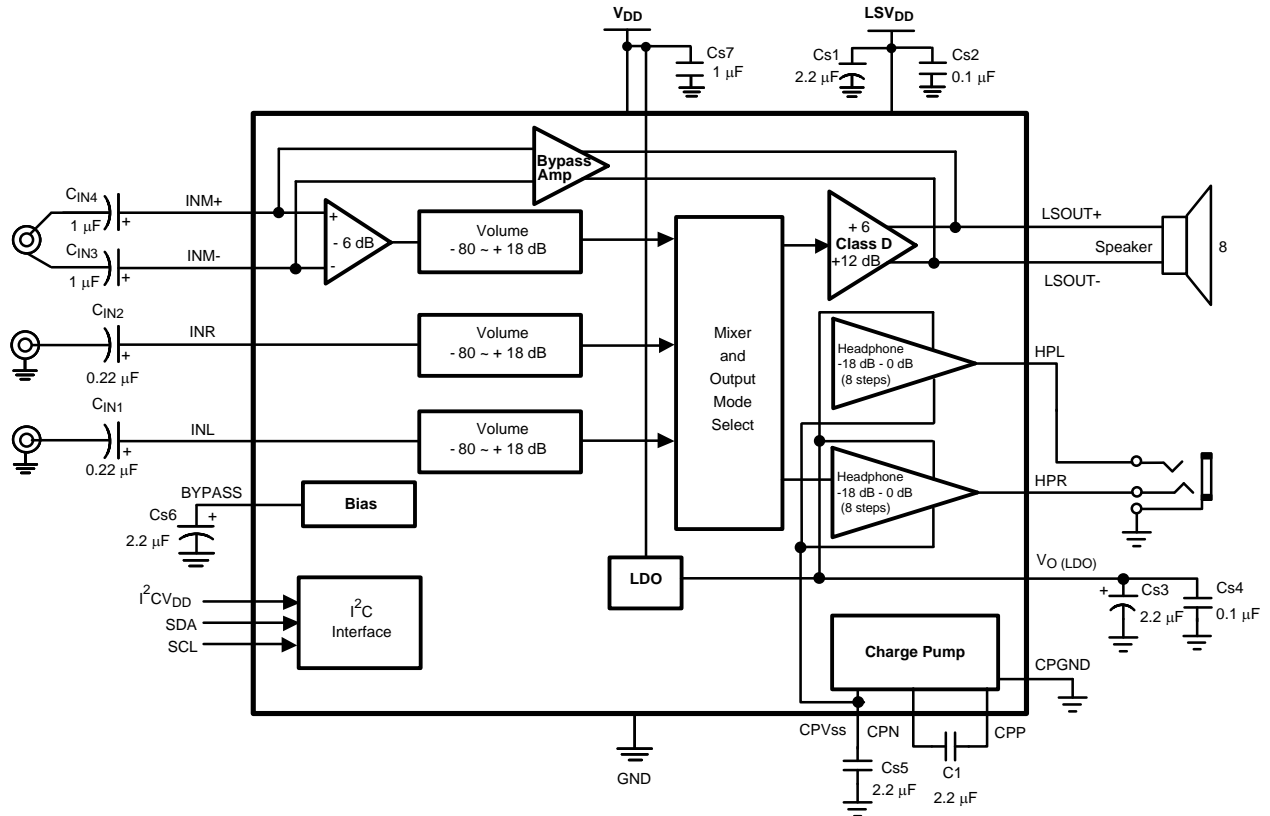 VDD
LSVDD
Cs7
1 μF
Cs1
2.2 μF
Cs2
0.1 μF
Bypass
Amp
CIN4
1 μF
INM+
CIN3
1 μF
INM-
+
- 6 dB
-
Volume
- 80 ~ + 18 dB
+ 6
Class D
+12 dB
LSOUT+
Speaker
8
LSOUT-
CIN2
+
0.22 μF
INR
Volume
- 80 ~ + 18 dB
Mixer
and
Output
Mode
Select
Headphone
-18 dB - 0 dB
(8 steps)
HPL
CIN1
+
0.22 μF
INL
Volume
- 80 ~ + 18 dB
Headphone
-18 dB - 0 dB
(8 steps)
HPR
BYPASS
Cs6
+
2.2 μF
Bias
LDO
VO (LDO)
+
Cs3
2.2 μF
Cs4
0.1 μF
I²CVDD
SDA
SCL
I²C
Interface
Charge Pump
CPGND
GND
CPVss
CPN
CPP
Cs5
2.2 μF
C1
2.2 μF